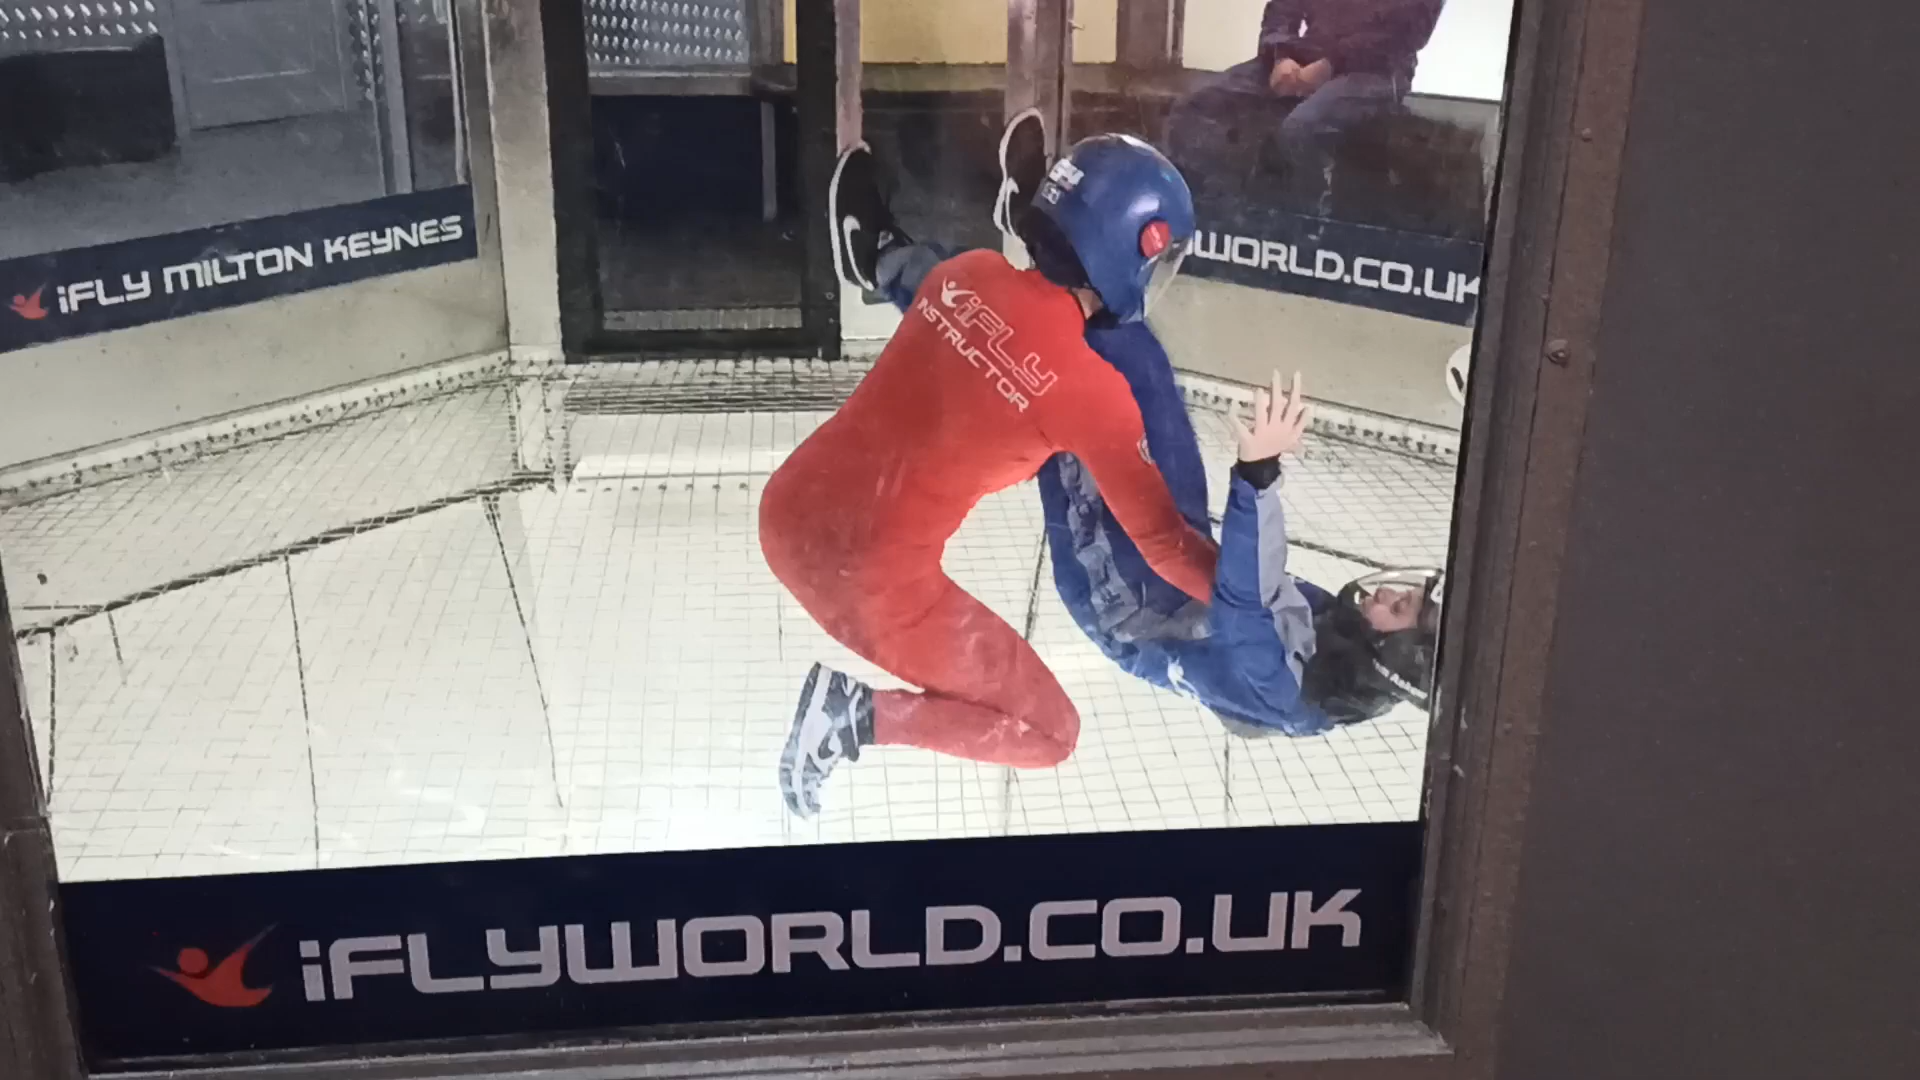 iFLY MILTON KEYNES
WORLD.CO.UK
iFLY
INSTRUCTOR
iFLYWORLD.CO.UK